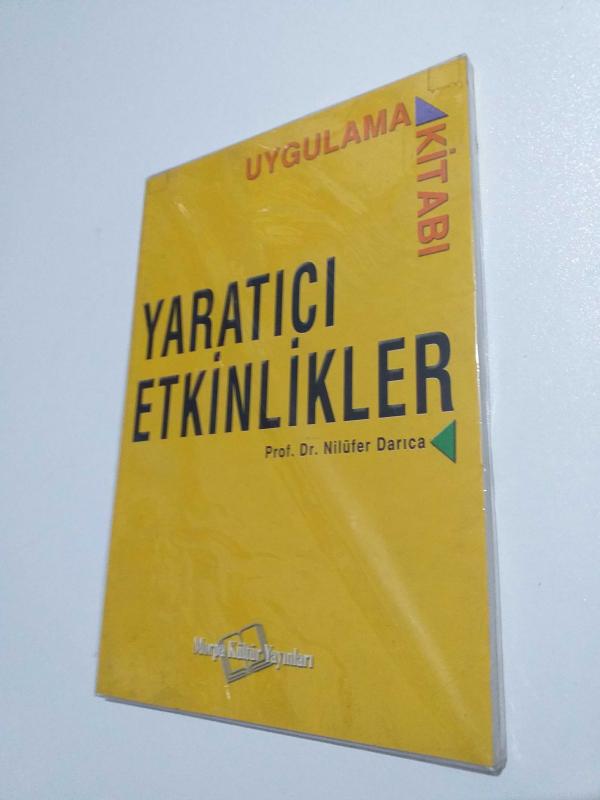 UYGULAMA
KİTABI
YARATICI
ETKİNLİKLER
Prof. Dr. Nilüfer Darıca
Morpa Kültür Yayınları